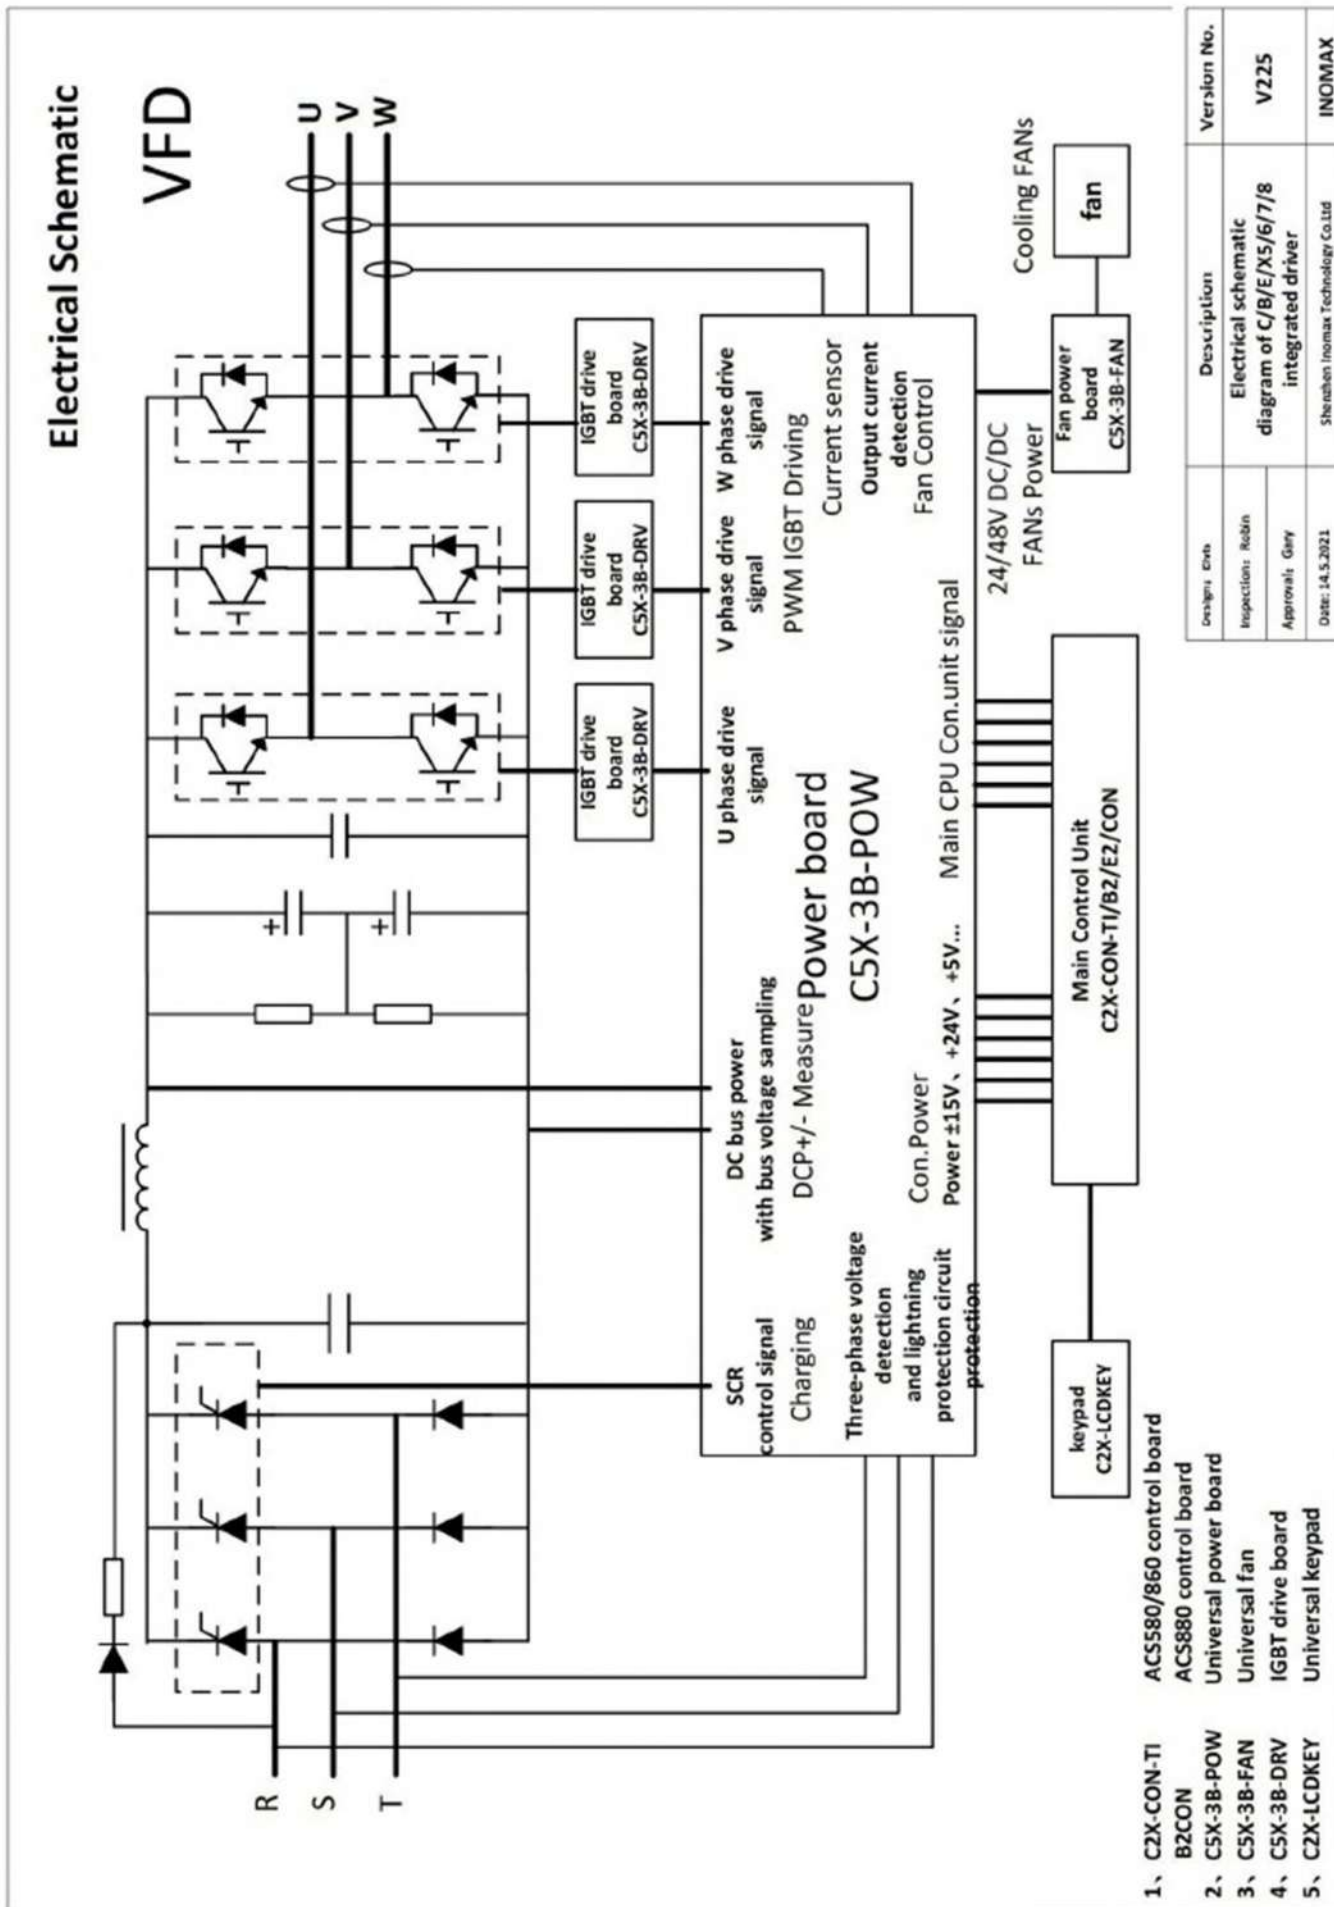 Electrical Schematic
VFD
U
V
W
R
S
T
IGBT drive
board
C5X-3B-DRV
IGBT drive
board
C5X-3B-DRV
IGBT drive
board
C5X-3B-DRV
SCR
control signal
Charging
DC bus power
with bus voltage sampling
DCP+/- Measure
U phase drive
signal
V phase drive
signal
W phase drive
signal
PWM IGBT Driving
Power board
C5X-3B-POW
Current sensor
Output current
detection
Fan Control
Three-phase voltage
detection
and lightning
protection circuit
protection
Con.Power
Power ±15V、+24V、+5V...
Main CPU Con.unit signal
24/48V DC/DC
FANs Power
Cooling FANs
keypad
C2X-LCDKEY
Main Control Unit
C2X-CON-TI/B2/E2/CON
Fan power
board
C5X-3B-FAN
fan
1、 C2X-CON-TI ACS580/860 control board
B2CON ACS880 control board
2、 C5X-3B-POW Universal power board
3、 C5X-3B-FAN Universal fan
4、 C5X-3B-DRV IGBT drive board
5、 C2X-LCDKEY Universal keypad
Design: Description Version No.
Inspection: Robin
Approval: Gary
Electrical schematic
diagram of C/B/E/X5/6/7/8
integrated driver
V225
Date: 14.5.2021 Shenzhen Inomax Technology Co.Ltd INOMAX